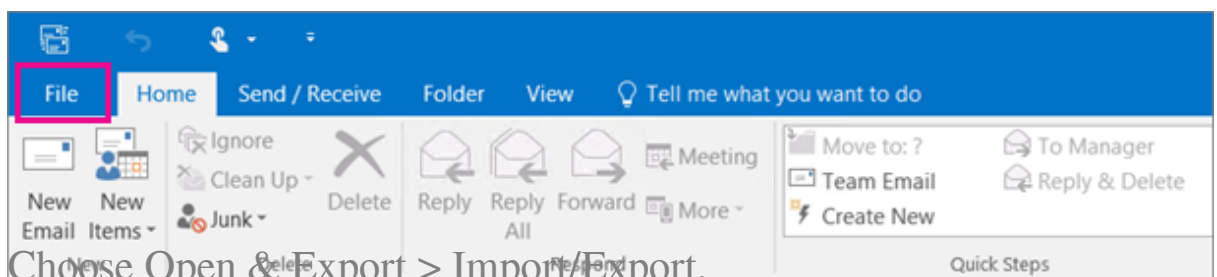 File Home Send / Receive Folder View Tell me what you want to do
Ignore Meeting Move to: ? To Manager
Clean Up Team Email Reply & Delete
New New Delete Reply Reply Forward More Create New
Email Items Junk All
Choose Open & Export > Import/Export.
New Delete Respond Quick Steps